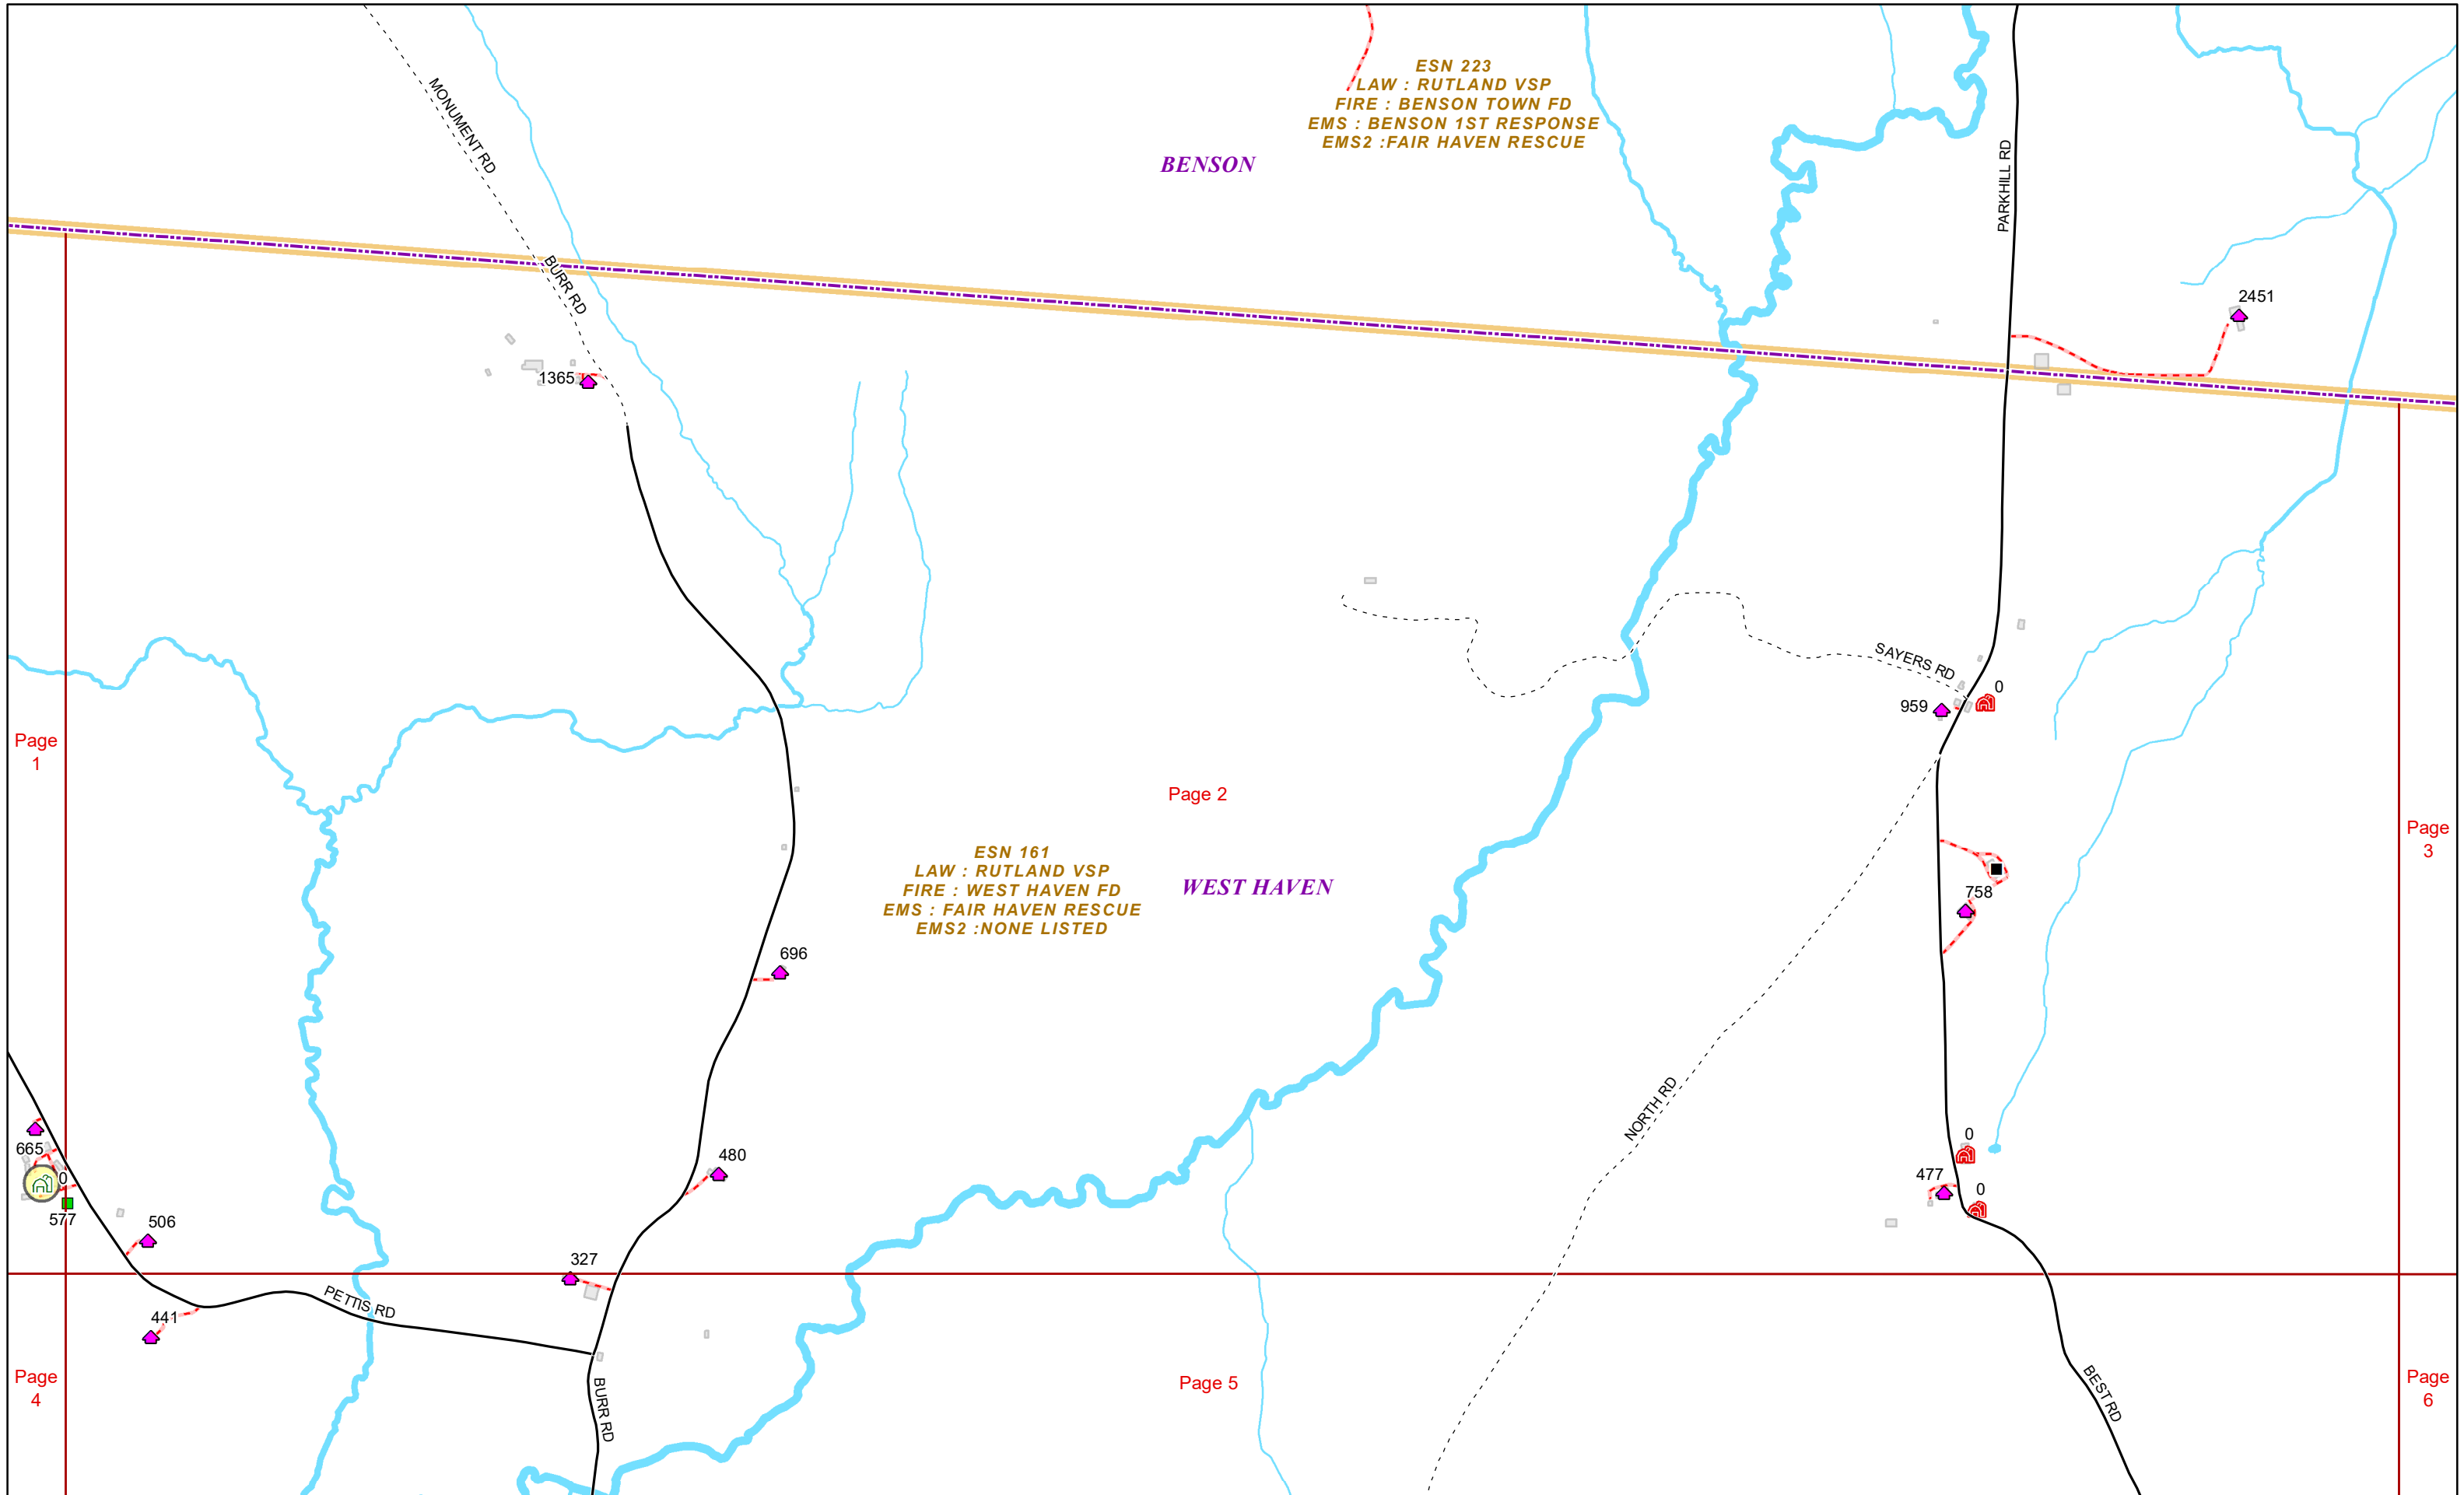 ESN 223
LAW : RUTLAND VSP
FIRE : BENSON TOWN FD
EMS : BENSON 1ST RESPONSE
EMS2 :FAIR HAVEN RESCUE
MONUMENT RD
BENSON
PARKHILL RD
BURR RD
2451
1365
SAYERS RD
0
959
Page
1
Page 2
Page
3
ESN 161
LAW : RUTLAND VSP
FIRE : WEST HAVEN FD
EMS : FAIR HAVEN RESCUE
EMS2 :NONE LISTED
WEST HAVEN
758
696
NORTH RD
0
665
480
0
477
0
577
506
327
PETTIS RD
441
Page
4
Page 5
Page
6
BURR RD
BEST RD